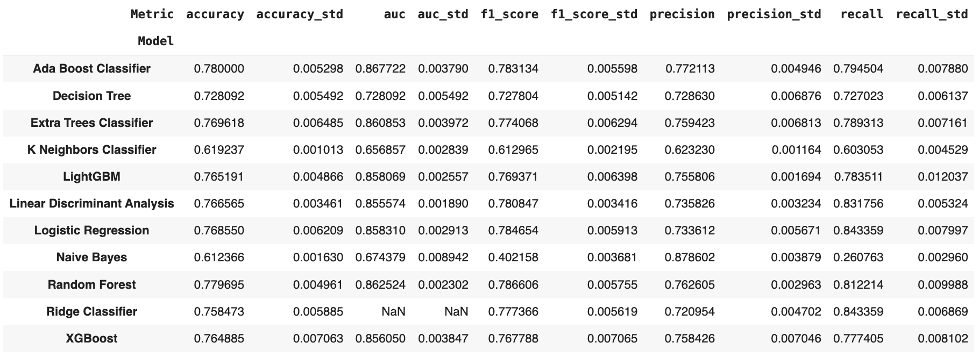 Metric accuracy accuracy_std auc auc_std f1_score f1_score_std precision precision_std recall recall_std
Model
Ada Boost Classifier 0.780000 0.005298 0.867722 0.003790 0.783134 0.005598 0.772113 0.004946 0.794504 0.007880
Decision Tree 0.728092 0.005492 0.728092 0.005492 0.727804 0.005142 0.728630 0.006876 0.727023 0.006137
Extra Trees Classifier 0.769618 0.006485 0.860853 0.003972 0.774068 0.006294 0.759423 0.006813 0.789313 0.007161
K Neighbors Classifier 0.619237 0.001013 0.656857 0.002839 0.612965 0.002195 0.623230 0.001164 0.603053 0.004529
LightGBM 0.765191 0.004866 0.858069 0.002557 0.769371 0.006398 0.755806 0.001694 0.783511 0.012037
Linear Discriminant Analysis 0.766565 0.003461 0.855574 0.001890 0.780847 0.003416 0.735826 0.003234 0.831756 0.005324
Logistic Regression 0.768550 0.006209 0.858310 0.002913 0.784654 0.005913 0.733612 0.005671 0.843359 0.007997
Naive Bayes 0.612366 0.001630 0.674379 0.008942 0.402158 0.003681 0.878602 0.003879 0.260763 0.002960
Random Forest 0.779695 0.004961 0.862524 0.002302 0.786606 0.005755 0.762605 0.002963 0.812214 0.009988
Ridge Classifier 0.758473 0.005885 NaN NaN 0.777366 0.005619 0.720954 0.004702 0.843359 0.006869
XGBoost 0.764885 0.007063 0.856050 0.003847 0.767788 0.007065 0.758426 0.007046 0.777405 0.008102